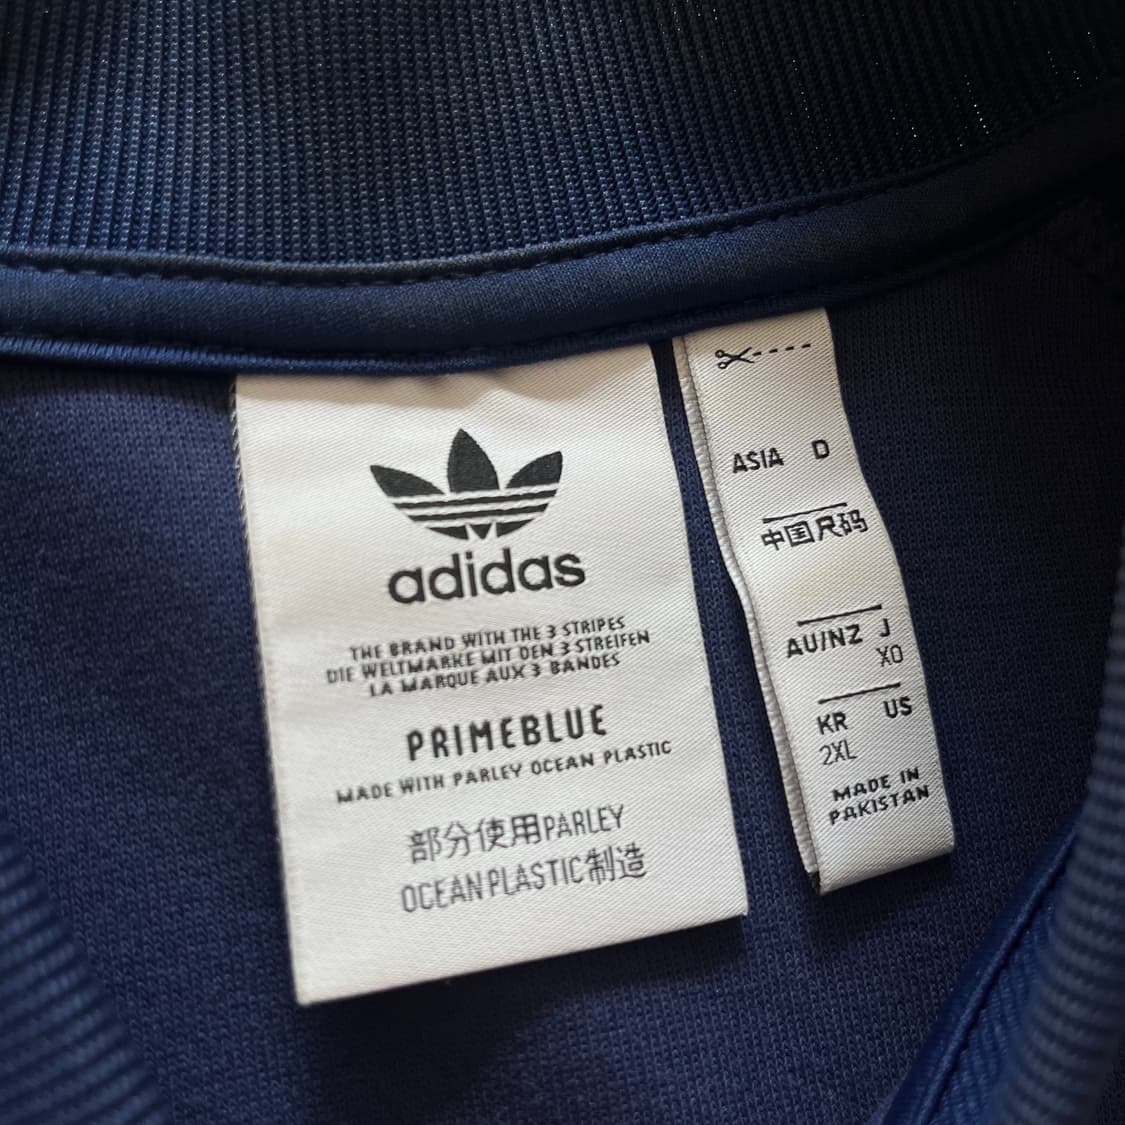 adidas
THE BRAND WITH THE 3 STRIPES
DIE WELTMARKE MIT DEN 3 STREIFEN
LA MARQUE AUX 3 BANDES
PRIMEBLUE
MADE WITH PARLEY OCEAN PLASTIC
部分使用PARLEY
OCEAN PLASTIC制造
ASIA D
中国尺码
AU/NZ J
XO
KR US
2XL
MADE IN
PAKISTAN